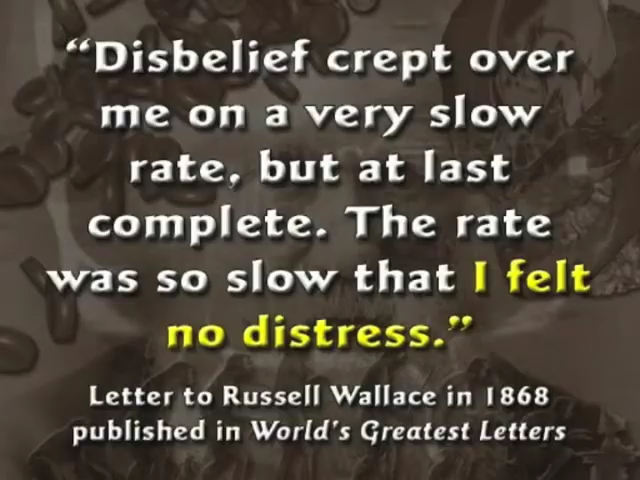 “Disbelief crept over
me on a very slow
rate, but at last
complete. The rate
was so slow that I felt
no distress.”
Letter to Russell Wallace in 1868
published in World's Greatest Letters